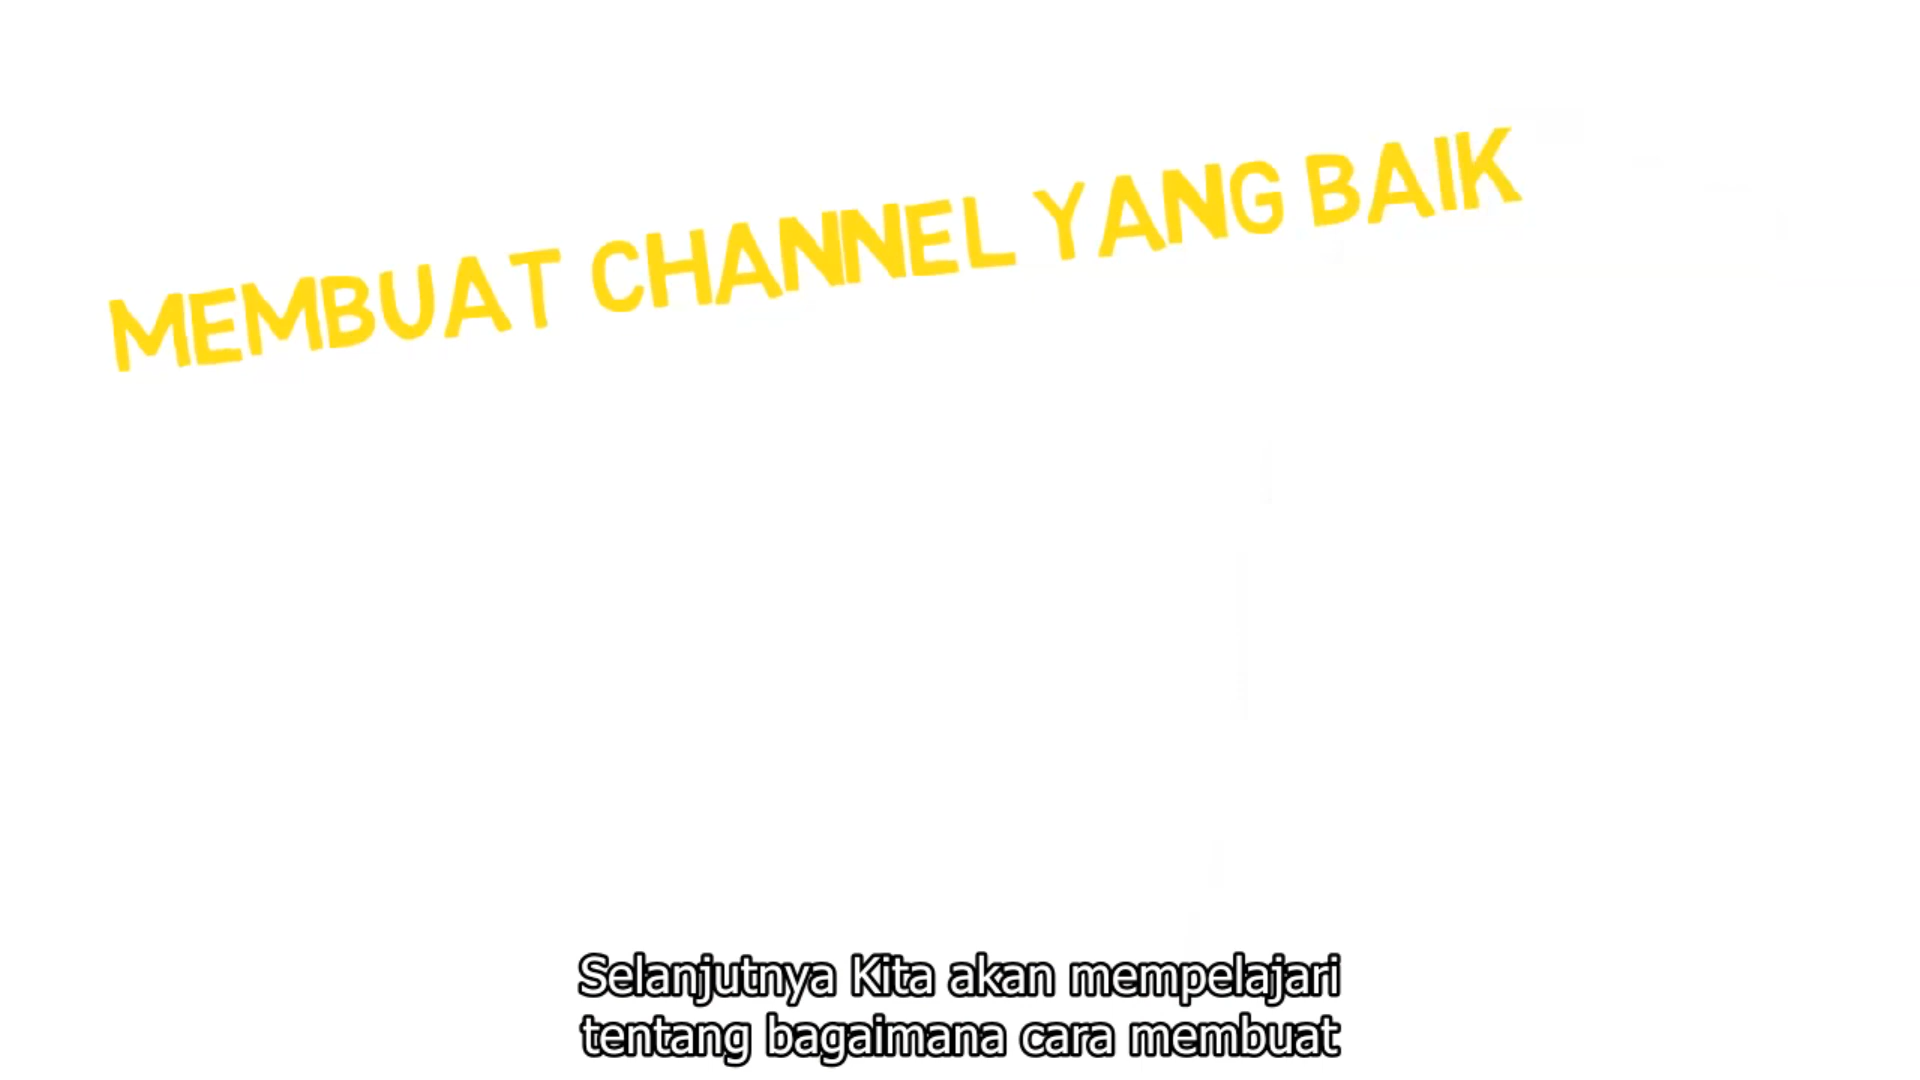 MEMBUAT CHANNEL YANG BAIK
Selanjutnya Kita akan mempelajari
tentang bagaimana cara membuat